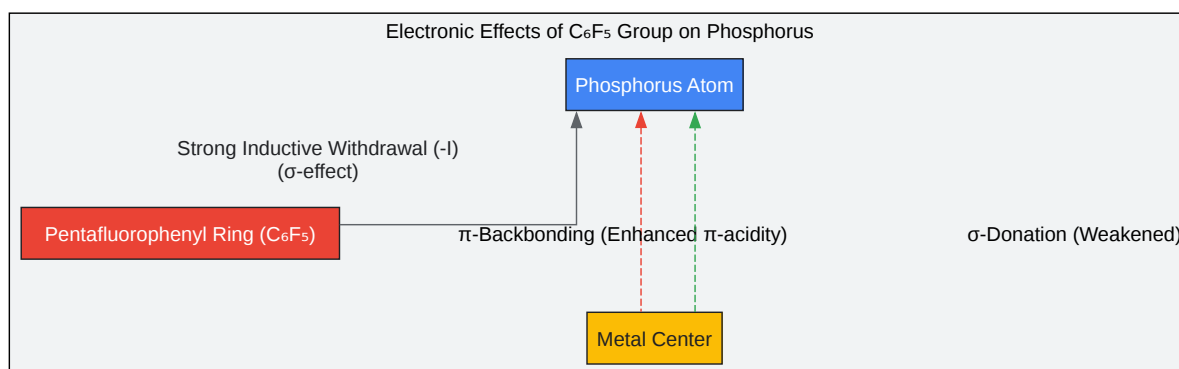 Electronic Effects of C₆F₅ Group on Phosphorus
Phosphorus Atom
Strong Inductive Withdrawal (-I)
(σ-effect)
Pentafluorophenyl Ring (C₆F₅)
π-Backbonding (Enhanced π-acidity)
σ-Donation (Weakened)
Metal Center